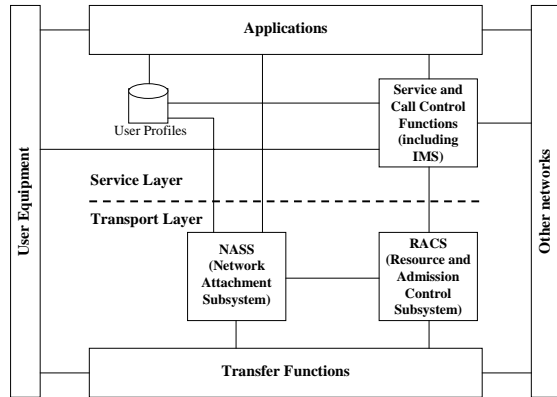 Applications
Service and
Call Control
Functions
(including
IMS)
User Profiles
User Equipment
Other networks
Service Layer
Transport Layer
NASS
(Network
Attachment
Subsystem)
RACS
(Resource and
Admission
Control
Subsystem)
Transfer Functions